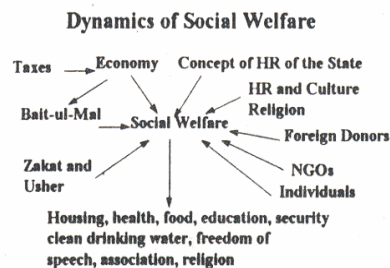 Dynamics of Social Welfare
Taxes
Economy
Concept of HR of the State
HR and Culture
Religion
Bait-ul-Mal
Social Welfare
Foreign Donors
Zakat and
Usher
NGOs
Individuals
Housing, health, food, education, security
clean drinking water, freedom of
speech, association, religion